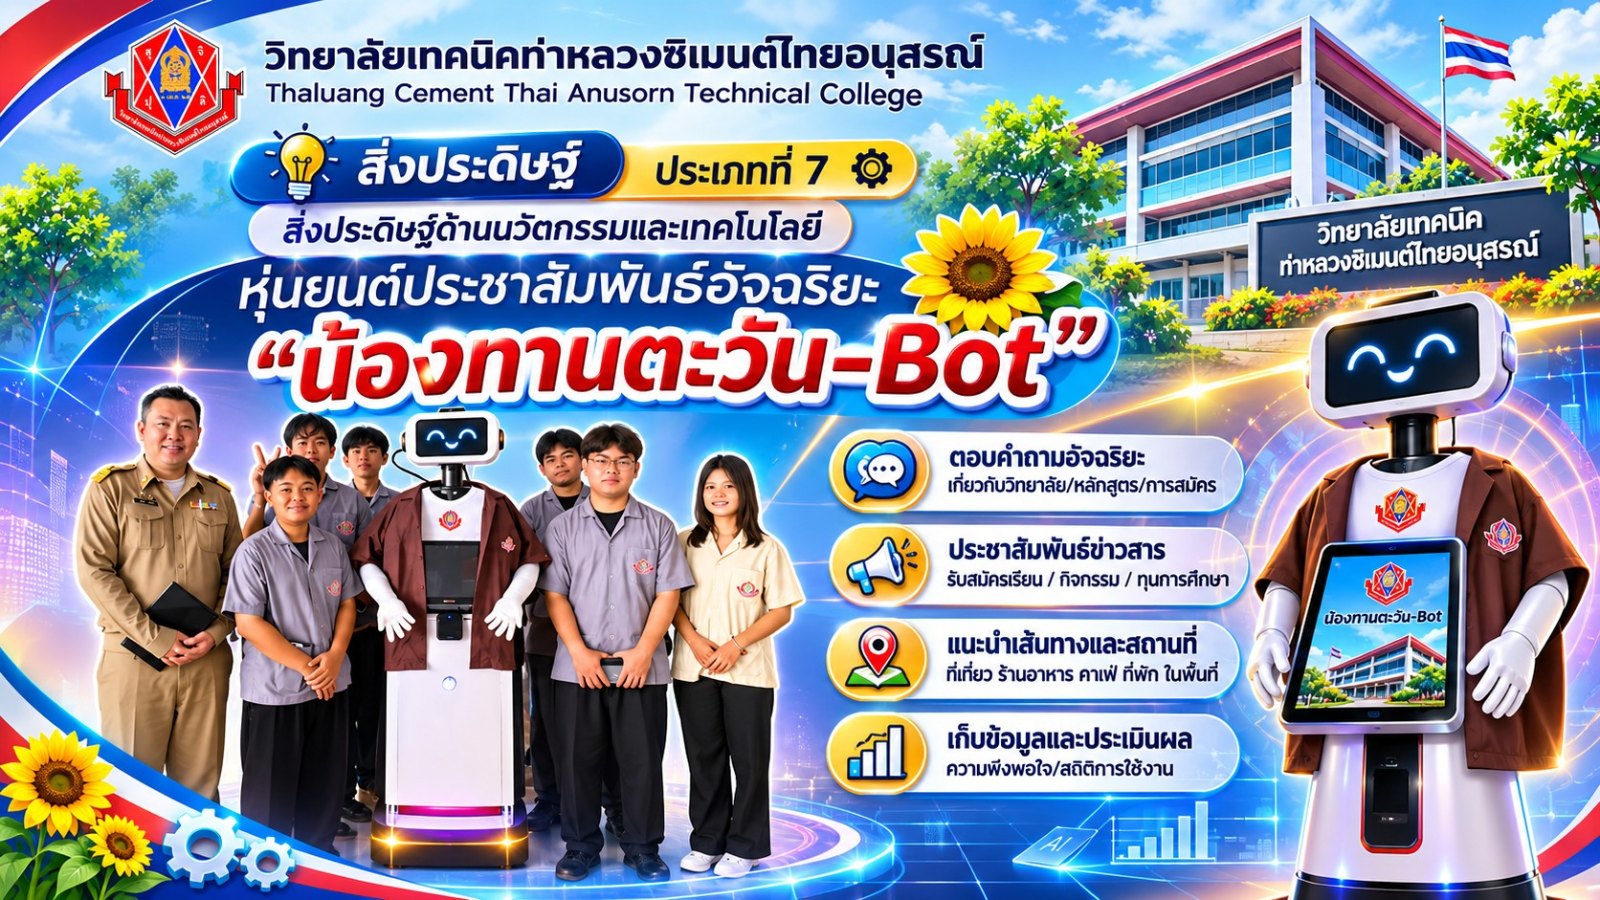 วิทยาลัยเทคนิคท่าหลวงซิเมนต์ไทยอนุสรณ์
Thaluang Cement Thai Anusorn Technical College
สุ จิ
ปุ ลิ
สิ่งประดิษฐ์
ประเภทที่ 7
สิ่งประดิษฐ์ด้านนวัตกรรมและเทคโนโลยี
หุ่นยนต์ประชาสัมพันธ์อัจฉริยะ
“น้องทานตะวัน-Bot”
วิทยาลัยเทคนิค
ท่าหลวงซิเมนต์ไทยอนุสรณ์
ตอบคำถามอัจฉริยะ
เกี่ยวกับวิทยาลัย/หลักสูตร/การสมัคร
ประชาสัมพันธ์ข่าวสาร
รับสมัครเรียน / กิจกรรม / ทุนการศึกษา
แนะนำเส้นทางและสถานที่
ที่เที่ยว ร้านอาหาร คาเฟ่ ที่พัก ในพื้นที่
เก็บข้อมูลและประเมินผล
ความพึงพอใจ/สถิติการใช้งาน
น้องทานตะวัน-Bot
AI